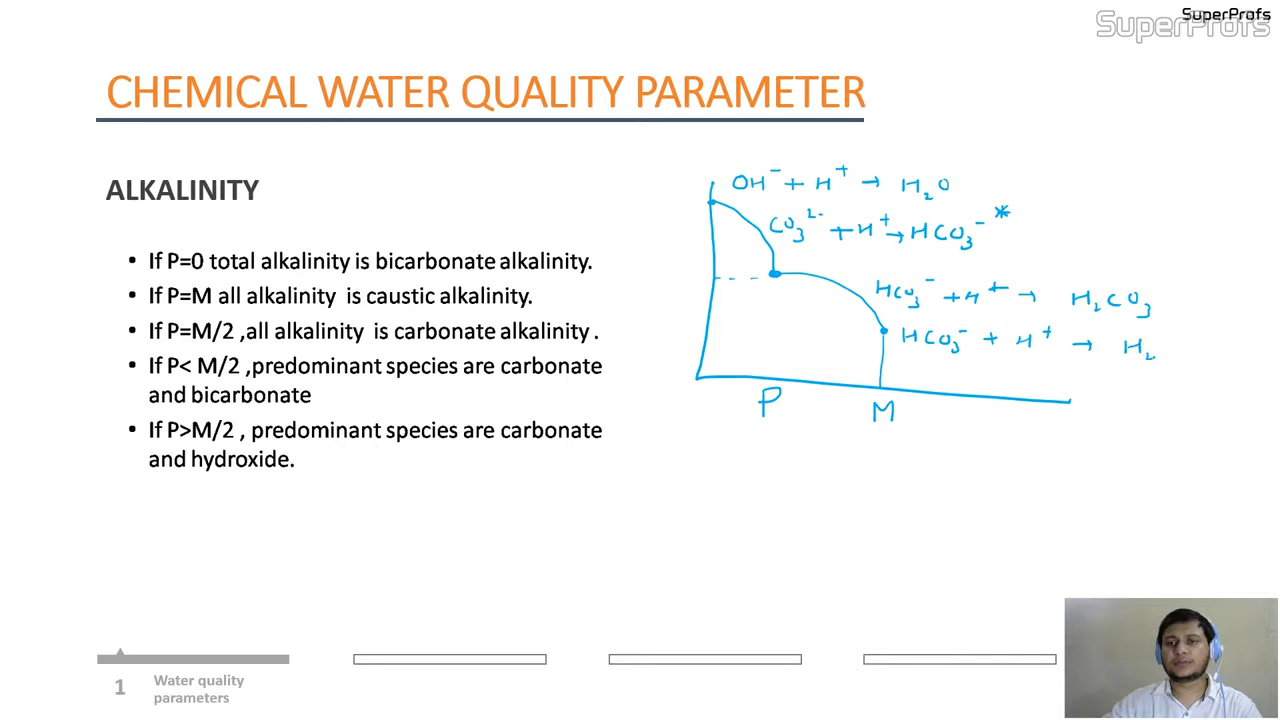 SuperProfs
SuperProfs
CHEMICAL WATER QUALITY PARAMETER
ALKALINITY
• If P=0 total alkalinity is bicarbonate alkalinity.
• If P=M all alkalinity is caustic alkalinity.
• If P=M/2 ,all alkalinity is carbonate alkalinity .
• If P< M/2 ,predominant species are carbonate
and bicarbonate
• If P>M/2 , predominant species are carbonate
and hydroxide.
OH⁻ + H⁺ → H₂O
CO₃²⁻ + H⁺ → HCO₃⁻ *
HCO₃⁻ + H⁺ → H₂CO₃
HCO₃⁻ + H⁺ → H₂
P M
1
Water quality
parameters